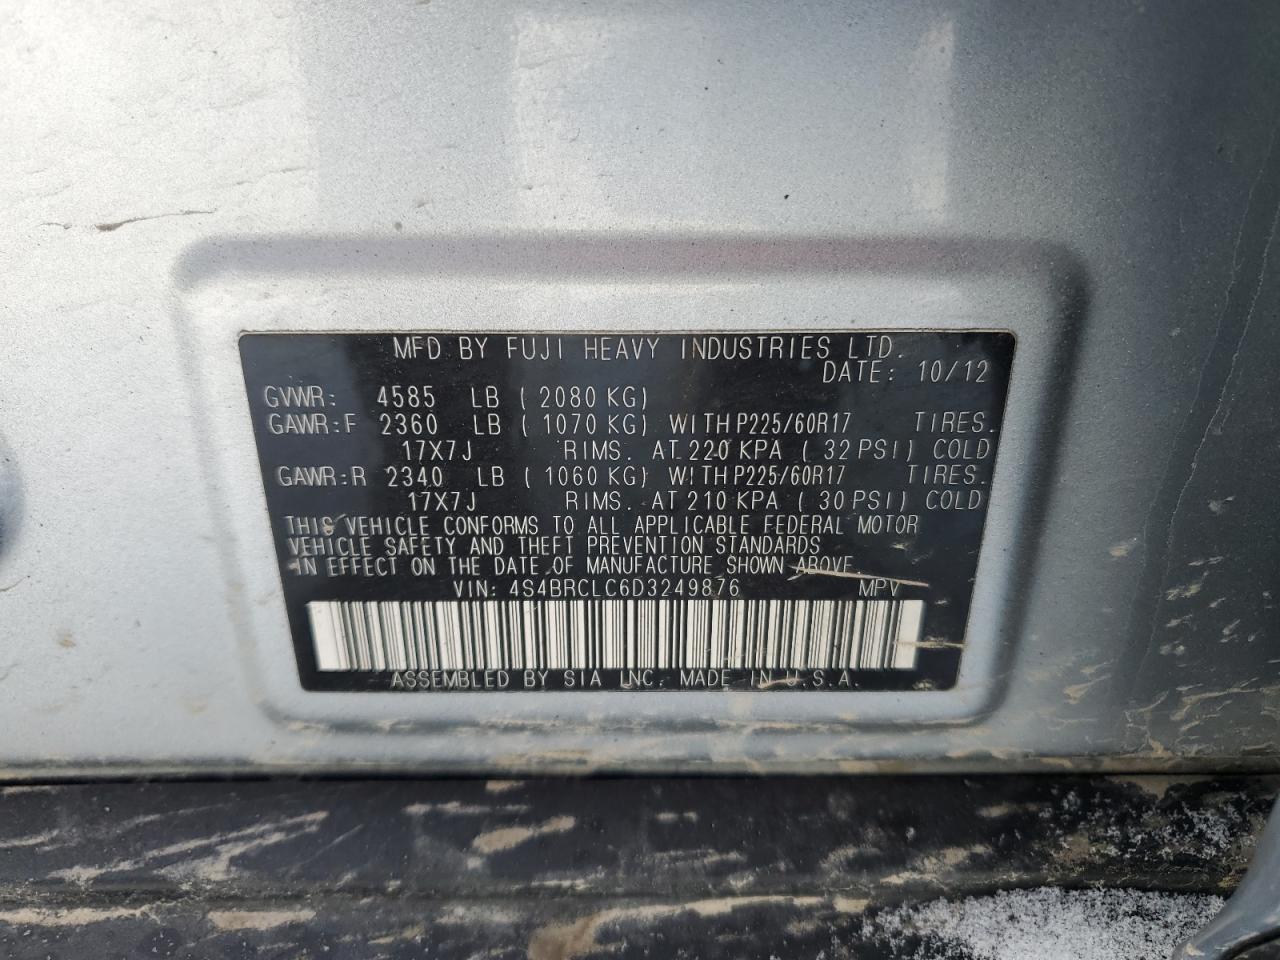 MFD BY FUJI HEAVY INDUSTRIES LTD.
DATE: 10/12
GVWR: 4585 LB ( 2080 KG)
GAWR:F 2360 LB ( 1070 KG) WITH P225/60R17 TIRES.
17X7J RIMS. AT 220 KPA ( 32 PSI) COLD
GAWR:R 2340 LB ( 1060 KG) WITH P225/60R17 TIRES.
17X7J RIMS. AT 210 KPA ( 30 PSI) COLD
THIS VEHICLE CONFORMS TO ALL APPLICABLE FEDERAL MOTOR
VEHICLE SAFETY AND THEFT PREVENTION STANDARDS
IN EFFECT ON THE DATE OF MANUFACTURE SHOWN ABOVE.
VIN: 4S4BRCLC6D3249876 MPV
ASSEMBLED BY SIA INC. MADE IN U.S.A.